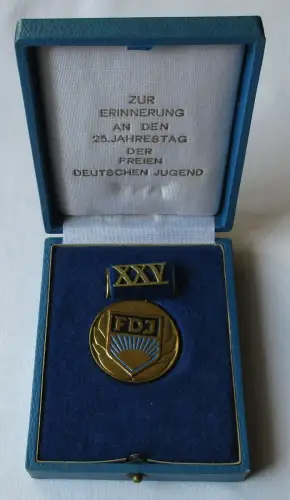 ZUR
ERINNERUNG
AN DEN
25. JAHRESTAG
DER
FREIEN
DEUTSCHEN JUGEND
XXV
FDJ